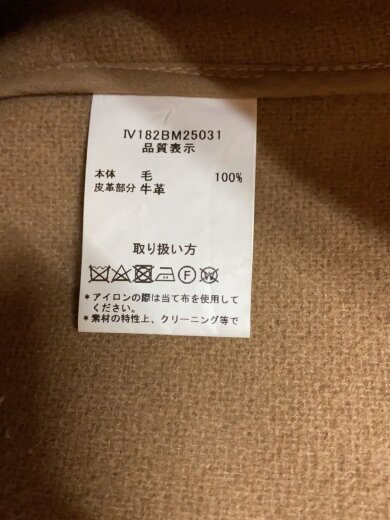 IV182BM25031
品質表示
本体 毛 100%
皮革部分 牛革
取り扱い方
＊アイロンの際は当て布を使用して
ください。
＊素材の特性上、クリーニング等で